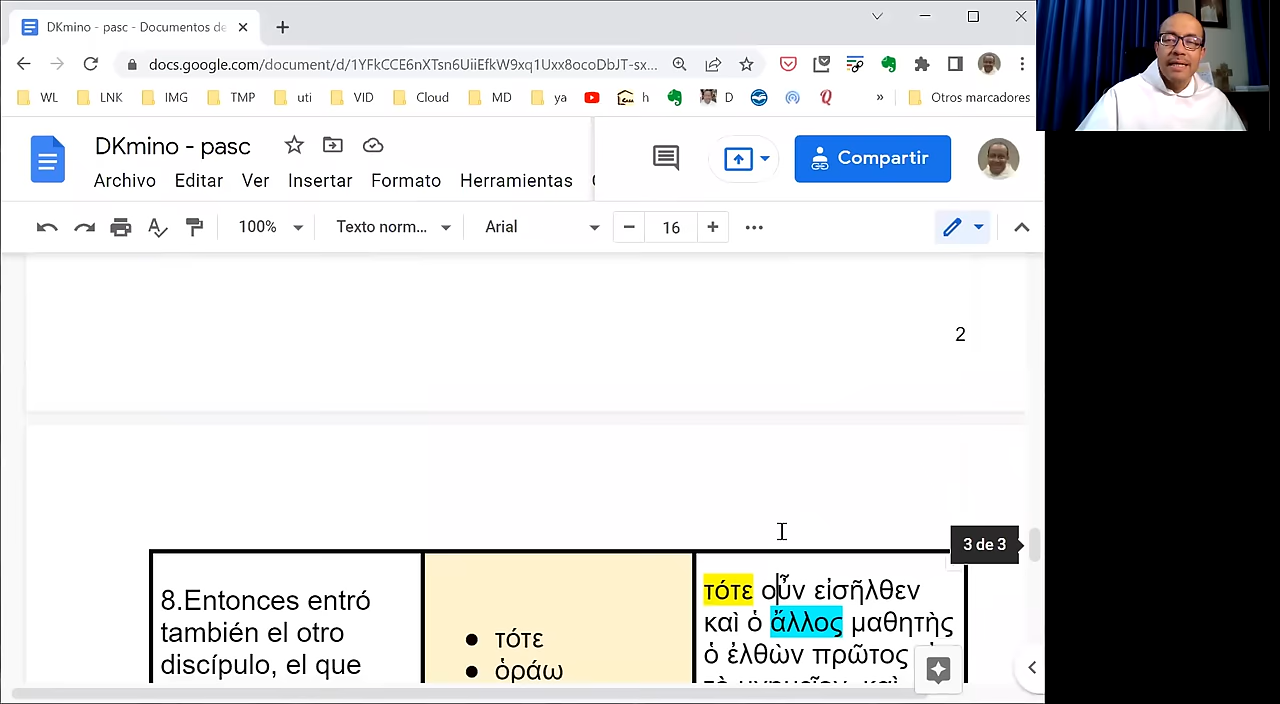 DKmino - pasc - Documentos de
docs.google.com/document/d/1YFkCCE6nXTsn6UiiEfkW9xq1Uxx8ocoDbJT-sx...
WL LNK IMG TMP uti VID Cloud MD ya h D » Otros marcadores
DKmino - pasc
Compartir
Archivo Editar Ver Insertar Formato Herramientas
100% Texto norm... Arial 16
2
3 de 3
8.Entonces entró
también el otro
discípulo, el que
• τότε
• ὁράω
τότε οὖν εἰσῆλθεν
καὶ ὁ ἄλλος μαθητὴς
ὁ ἐλθὼν πρῶτος